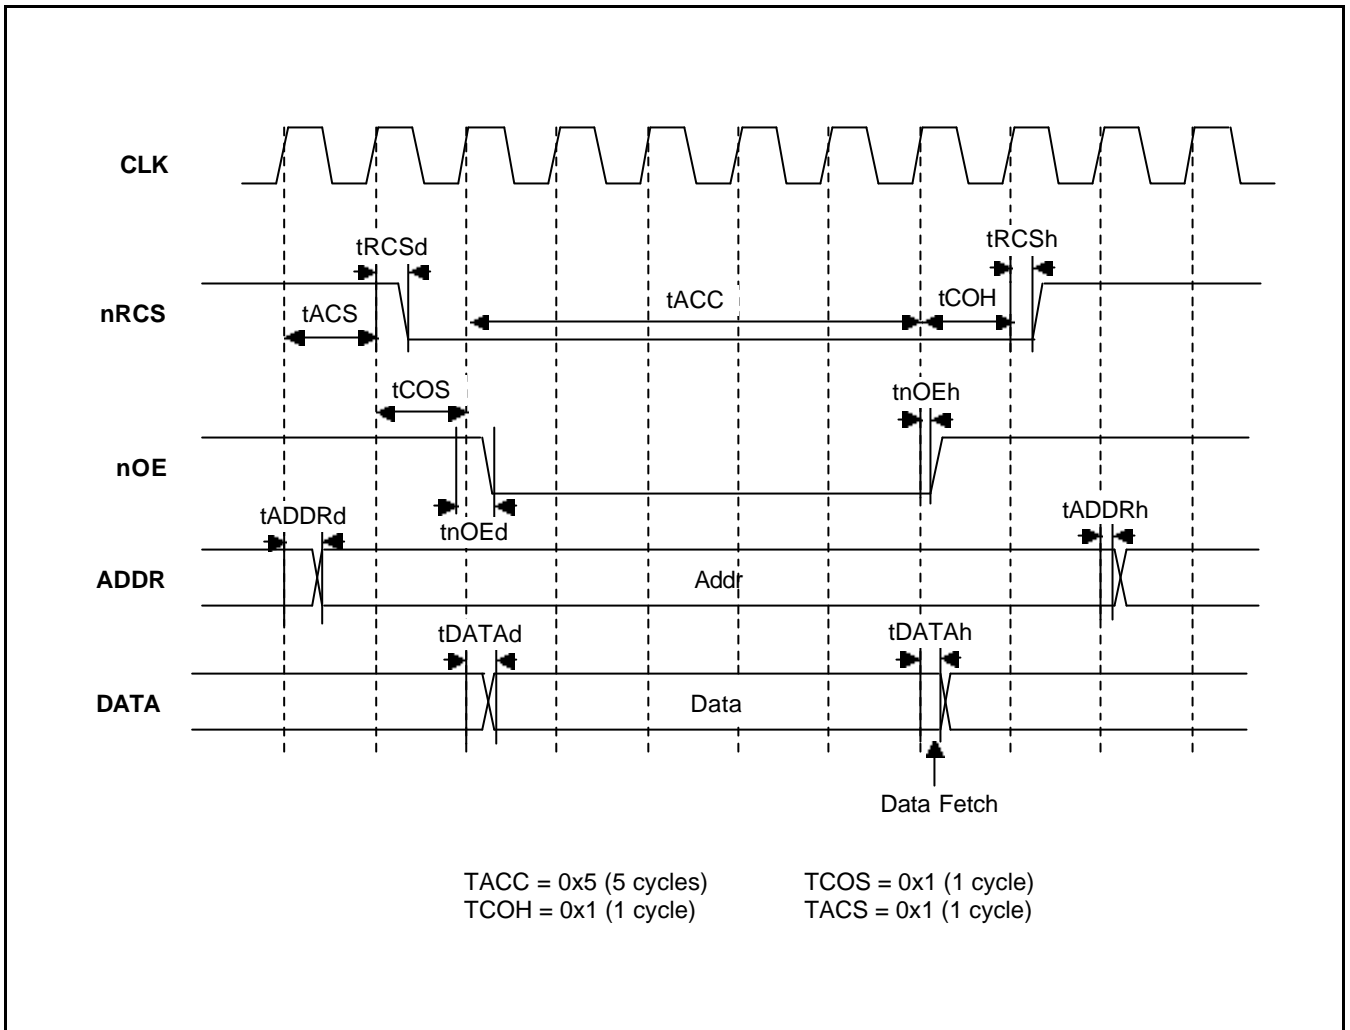 CLK
tRCSd
tRCSh
nRCS
tACS
tACC
tCOH
tCOS
tnOEh
nOE
tADDRd
tnOEd
tADDRh
ADDR
Addr
tDATAd
tDATAh
DATA
Data
Data Fetch
TACC = 0x5 (5 cycles)
TCOS = 0x1 (1 cycle)
TCOH = 0x1 (1 cycle)
TACS = 0x1 (1 cycle)